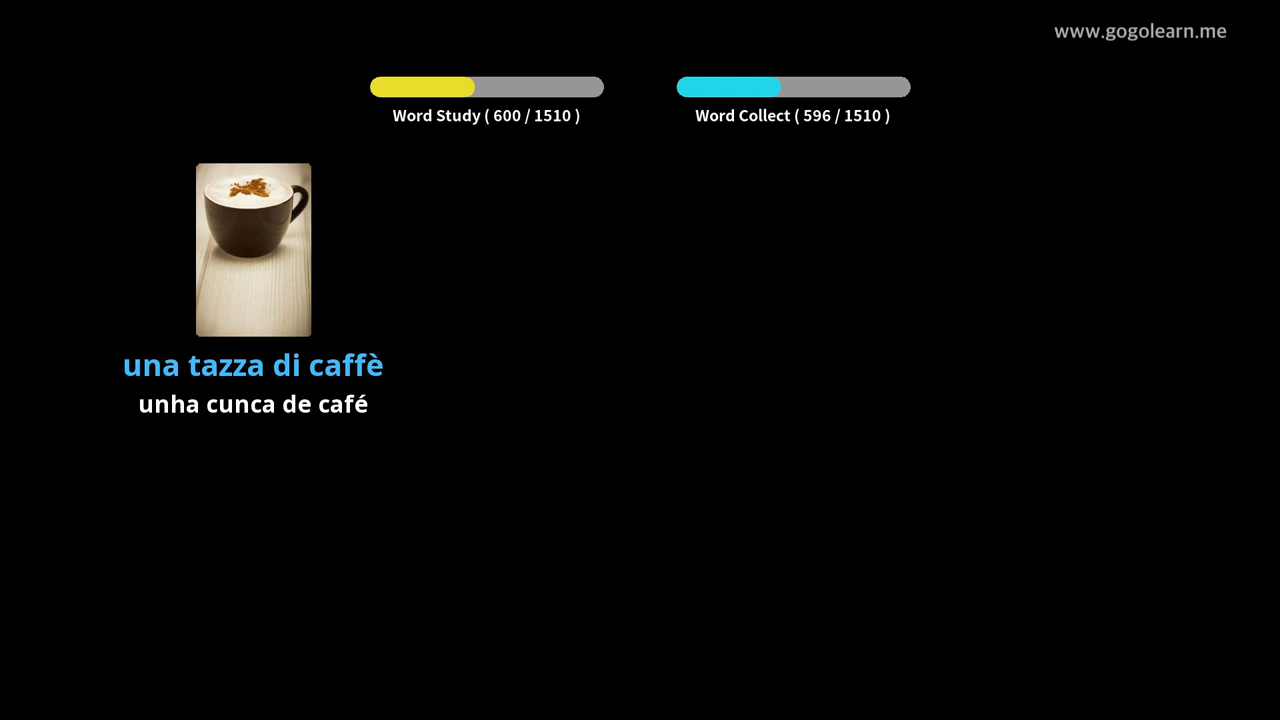 www.gogolearn.me
Word Study ( 600 / 1510 )
Word Collect ( 596 / 1510 )
una tazza di caffè
unha cunca de café